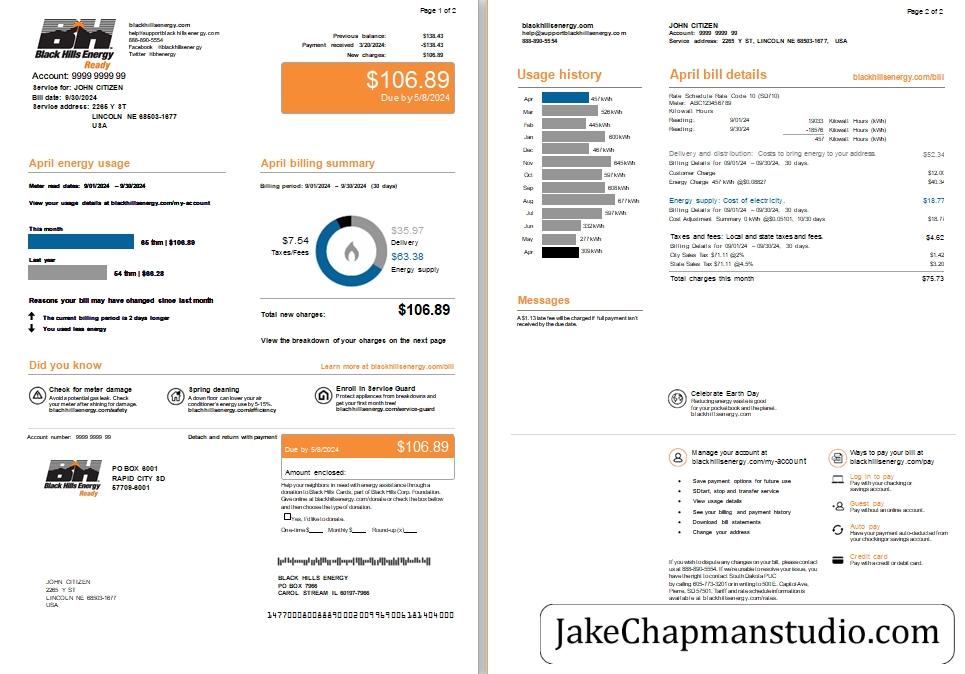 Page 1 of 2
BH
Black Hills Energy
Ready
blackhillsenergy.com
help@supportblackhillsenergy.com
888-890-5554
Facebook @blackhillsenergy
Twitter @bhenergy
Previous balance: $138.43
Payment received 3/20/2024: -$138.43
New charges: $106.89
$106.89
Due by 5/8/2024
Account: 9999 9999 99
Service for: JOHN CITIZEN
Bill date: 9/30/2024
Service address: 2265 Y ST
LINCOLN NE 68503-1677
USA
April energy usage
Meter read dates: 9/01/2024 – 9/30/2024
View your usage details at blackhillsenergy.com/my-account
This month
65 thm | $106.89
Last year
54 thm | $66.28
Reasons your bill may have changed since last month
The current billing period is 2 days longer
You used less energy
April billing summary
Billing period: 9/01/2024 – 9/30/2024 (30 days)
$7.54
Taxes/Fees
$35.97
Delivery
$63.38
Energy supply
Total new charges: $106.89
View the breakdown of your charges on the next page
Did you know
Learn more at blackhillsenergy.com/bill
Check for meter damage
Avoid a potential gas leak. Check
your meter after shining for damage.
blachhillsenergy.com/safety
Spring cleaning
A down floor can lower your air
conditioner's energy use by 5-15%.
blachhillsenergy.com/efficiency
Enroll in Service Guard
Protect appliances from breakdowns and
get your first month tree!
blachhillsenergy.com/service-guard
Account number: 9999 9999 99
Detach and return with payment
Due by 5/8/2024 $106.89
Amount enclosed:
BH
Black Hills Energy
Ready
PO BOX 6001
RAPID CITY SD
57709-6001
Help your neighbors in need with energy assistance through a
donation to Black Hills Cards, part of Black Hills Corp. Foundation.
Give online at blackhillsenergy.com/donate or check the box below
and then choose the type of donation.
Yes, I'd like to donate.
One-time $____ Monthly $____ Round-up (x)____
JOHN CITIZEN
2265 Y ST
LINCOLN NE 68503-1677
USA
BLACK HILLS ENERGY
PO BOX 7966
CAROL STREAM IL 60197-7966
Page 2 of 2
blackhillsenergy.com
help@supportblackhillsenergy.com
888-890-5554
JOHN CITIZEN
Account: 9999 9999 99
Service address: 2265 Y ST, LINCOLN NE 68503-1677, USA
Usage history
Apr 457 kWh
Mar 526 kWh
Feb 445 kWh
Jan 600 kWh
Dec 467 kWh
Nov 645 kWh
Oct 597 kWh
Sep 608 kWh
Aug 677 kWh
Jul 597 kWh
Jun 332 kWh
May 277 kWh
Apr 309 kWh
Messages
A $1.13 late fee will be charged if full payment isn't
received by the due date.
April bill details
blackhillsenergy.com/bill
Rate Schedule Rate Code 10 (SD710)
Meter: ABC123456789
Kilowatt Hours
Reading: 9/01/24 19033 Kilowatt Hours (kWh)
Reading: 9/30/24 -18576 Kilowatt Hours (kWh)
457 Kilowatt Hours (kWh)
Delivery and distribution: Costs to bring energy to your address. $52.34
Billing Details for 09/01/24 – 09/30/24, 30 days.
Customer Charge $12.00
Energy Charge 457 kWh @$0.08827 $40.34
Energy supply: Cost of electricity. $18.77
Billing Details for 09/01/24 – 09/30/24, 30 days.
Cost Adjustment Summary 0 kWh @$0.05101, 10/30 days
Taxes and fees: Local and state taxes and fees. $4.62
Billing Details for 09/01/24 – 09/30/24, 30 days.
City Sales Tax $71.11 @2% $1.42
State Sales Tax $71.11 @4.5% $3.20
Total charges this month $75.73
Celebrate Earth Day
Reducing energy waste is good
for your pocketbook and the planet.
blackhillsenergy.com
Manage your account at
blackhillsenergy.com/my-account
Save payment options for future use
SDtart, stop and transfer service
View usage details
See your billing and payment history
Download bill statements
Change your address
Ways to pay your bill at
blackhillsenergy.com/pay
Log in to pay
Pay with your checking or
savings account.
Guest pay
Pay without an online account.
Auto pay
Have your payment auto-deducted from
your checking or savings account.
Credit card
Pay with a credit or debit card.
If you wish to dispute any changes on your bill, please contact
us at 888-890-5554. If we're unable to resolve your issue, you
have the right to contact South Dakota PUC
by calling 605-773-3201 or in writing to 500 E. Capitol Ave,
Pierre, SD 57501. Tariff and rate schedule information is
available at blackhillsenergy.com/rates.
JakeChapmanstudio.com